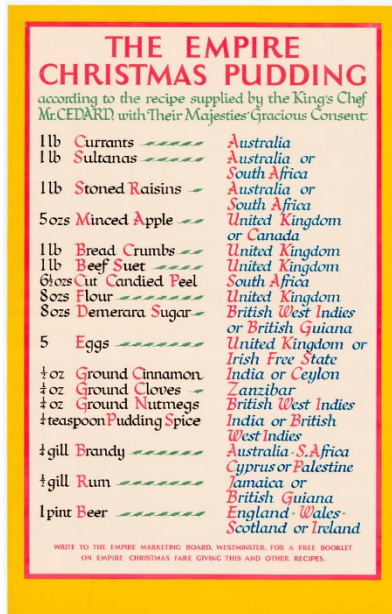 THE EMPIRE
CHRISTMAS PUDDING
according to the recipe supplied by the King's Chef
Mr. CEDARD, with Their Majesties' Gracious Consent
1 lb Currants Australia
1 lb Sultanas Australia or
South Africa
1 lb Stoned Raisins Australia or
South Africa
5 ozs Minced Apple United Kingdom
or Canada
1 lb Bread Crumbs United Kingdom
1 lb Beef Suet United Kingdom
6½ ozs Cut Candied Peel South Africa
8 ozs Flour United Kingdom
8 ozs Demerara Sugar British West Indies
or British Guiana
5 Eggs United Kingdom or
Irish Free State
½ oz Ground Cinnamon India or Ceylon
¼ oz Ground Cloves Zanzibar
¼ oz Ground Nutmegs British West Indies
¼ teaspoon Pudding Spice India or British
West Indies
¼ gill Brandy Australia - S. Africa
Cyprus or Palestine
½ gill Rum Jamaica or
British Guiana
1 pint Beer England - Wales -
Scotland or Ireland
WRITE TO THE EMPIRE MARKETING BOARD, WESTMINSTER, FOR A FREE BOOKLET
ON EMPIRE CHRISTMAS FARE GIVING THIS AND OTHER RECIPES.